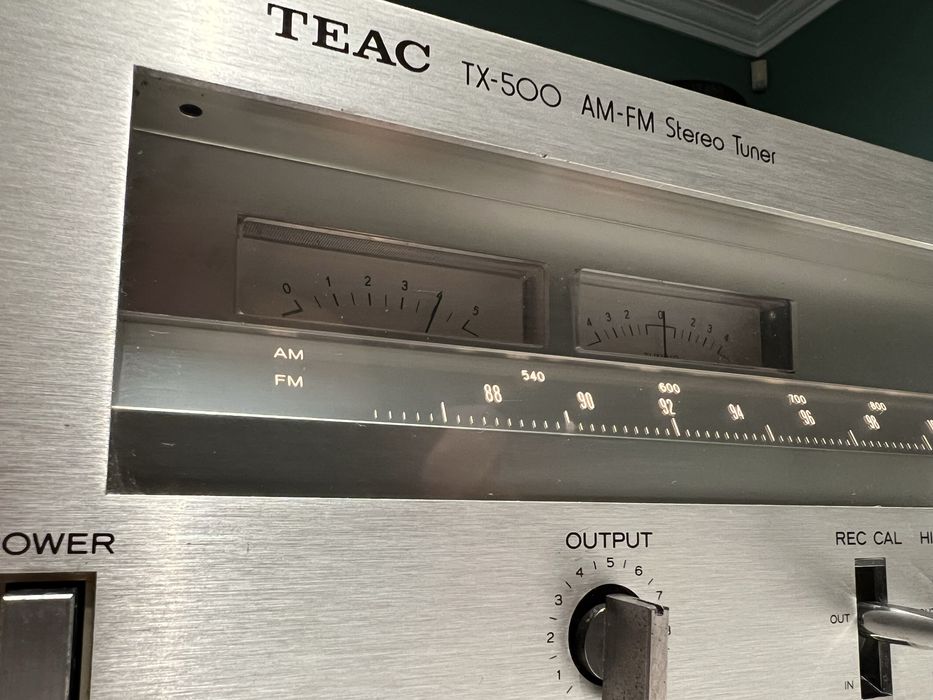 TEAC TX-500 AM-FM Stereo Tuner
0 1 2 3 4 5
4 3 2 0 2 3 4
AM 540 600 700 800
FM 88 90 92 94 96 98
OWER
OUTPUT
1 2 3 4 5 6 7
REC CAL HI
OUT
IN